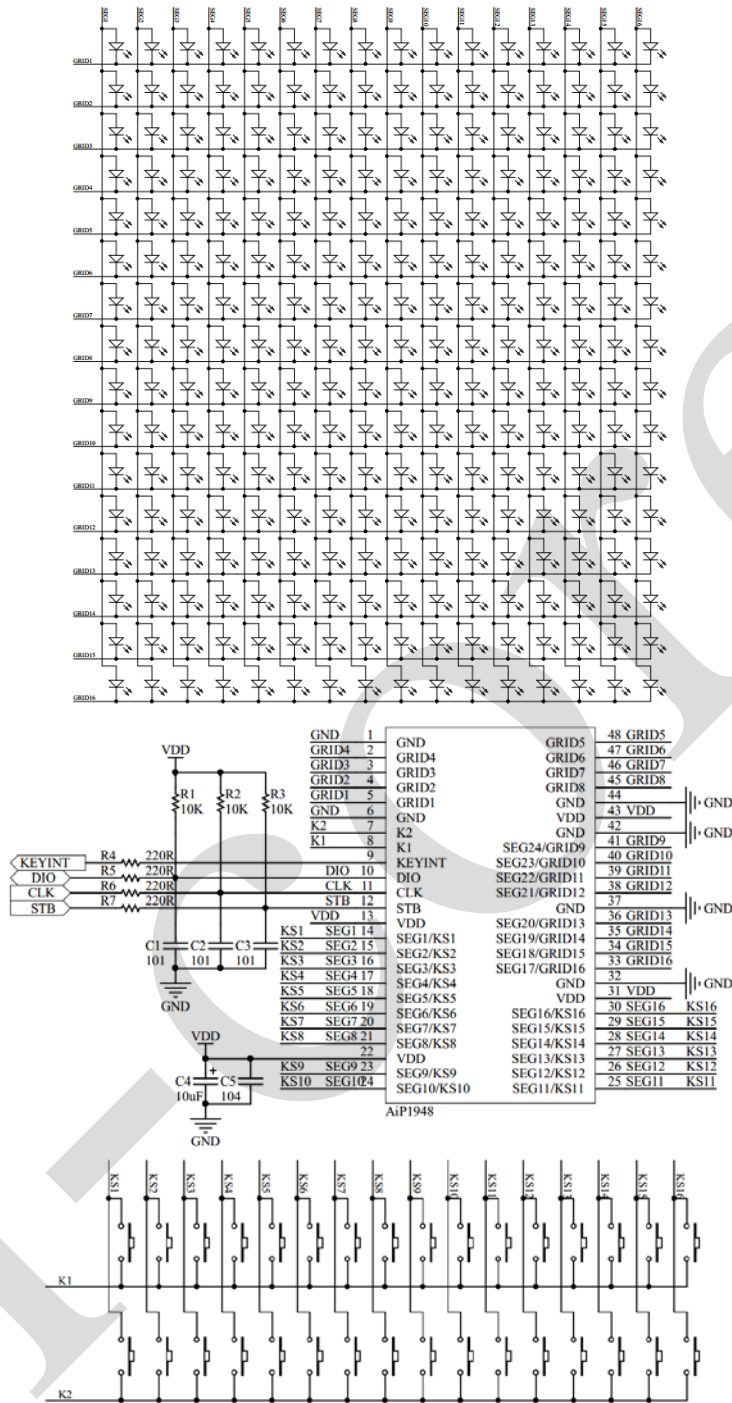 SEG1 SEG2 SEG3 SEG4 SEG5 SEG6 SEG7 SEG8 SEG9 SEG10 SEG11 SEG12 SEG13 SEG14 SEG15 SEG16
GRID1
GRID2
GRID3
GRID4
GRID5
GRID6
GRID7
GRID8
GRID9
GRID10
GRID11
GRID12
GRID13
GRID14
GRID15
GRID16
GND 1 GND GRID5 48 GRID5
GRID4 2 GRID4 GRID6 47 GRID6
VDD GRID3 3 GRID3 GRID7 46 GRID7
GRID2 4 GRID2 GRID8 45 GRID8
R1 R2 R3 GRID1 5 GRID1 GND 44 GND
10K 10K 10K GND 6 GND VDD 43 VDD
K2 7 K2 GND 42 GND
K1 8 K1 SEG24/GRID9 41 GRID9
KEYINT R4 220R 9 KEYINT SEG23/GRID10 40 GRID10
DIO R5 220R DIO 10 DIO SEG22/GRID11 39 GRID11
CLK R6 220R CLK 11 CLK SEG21/GRID12 38 GRID12
STB R7 220R STB 12 STB GND 37 GND
VDD 13 VDD SEG20/GRID13 36 GRID13
KS1 SEG1 14 SEG1/KS1 SEG19/GRID14 35 GRID14
C1 C2 C3 KS2 SEG2 15 SEG2/KS2 SEG18/GRID15 34 GRID15
101 101 101 KS3 SEG3 16 SEG3/KS3 SEG17/GRID16 33 GRID16
KS4 SEG4 17 SEG4/KS4 GND 32 GND
GND KS5 SEG5 18 SEG5/KS5 VDD 31 VDD
KS6 SEG6 19 SEG6/KS6 SEG16/KS16 30 SEG16 KS16
KS7 SEG7 20 SEG7/KS7 SEG15/KS15 29 SEG15 KS15
VDD KS8 SEG8 21 SEG8/KS8 SEG14/KS14 28 SEG14 KS14
22 VDD SEG13/KS13 27 SEG13 KS13
C4 + C5 KS9 SEG9 23 SEG9/KS9 SEG12/KS12 26 SEG12 KS12
10uF 104 KS10 SEG10 24 SEG10/KS10 SEG11/KS11 25 SEG11 KS11
AiP1948
GND
KS1 KS2 KS3 KS4 KS5 KS6 KS7 KS8 KS9 KS10 KS11 KS12 KS13 KS14 KS15 KS16
K1
K2